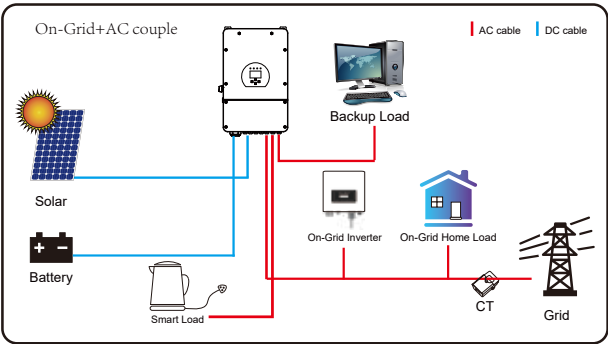 On-Grid+AC couple
AC cable
DC cable
Backup Load
Solar
On-Grid Inverter
On-Grid Home Load
Battery
Smart Load
CT
Grid